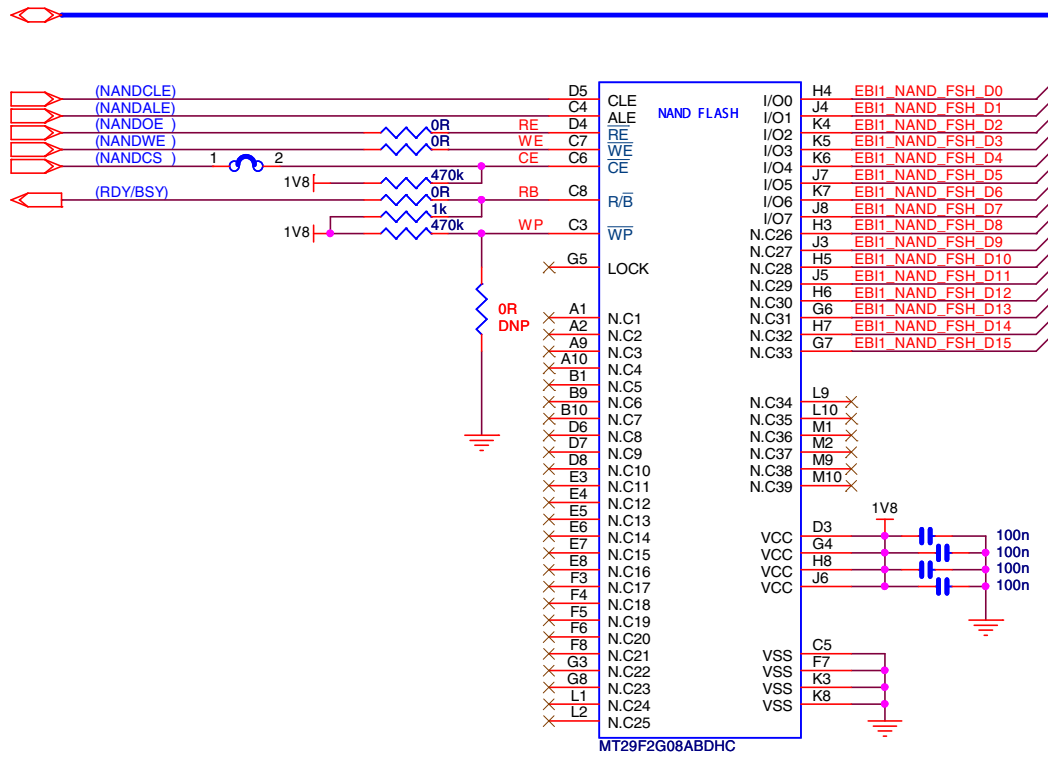 (NANDCLE) D5 CLE NAND FLASH I/O0 H4 EBI1_NAND_FSH_D0
(NANDALE) C4 ALE I/O1 J4 EBI1_NAND_FSH_D1
(NANDOE ) 0R RE D4 RE I/O2 K4 EBI1_NAND_FSH_D2
(NANDWE ) 0R WE C7 WE I/O3 K5 EBI1_NAND_FSH_D3
(NANDCS ) 1 2 CE C6 CE I/O4 K6 EBI1_NAND_FSH_D4
1V8 470k I/O5 J7 EBI1_NAND_FSH_D5
(RDY/BSY) 0R RB C8 R/B I/O6 K7 EBI1_NAND_FSH_D6
1k I/O7 J8 EBI1_NAND_FSH_D7
1V8 470k WP C3 WP N.C26 H3 EBI1_NAND_FSH_D8
N.C27 J3 EBI1_NAND_FSH_D9
G5 LOCK N.C28 H5 EBI1_NAND_FSH_D10
N.C29 J5 EBI1_NAND_FSH_D11
N.C30 H6 EBI1_NAND_FSH_D12
0R A1 N.C1 N.C31 G6 EBI1_NAND_FSH_D13
DNP A2 N.C2 N.C32 H7 EBI1_NAND_FSH_D14
A9 N.C3 N.C33 G7 EBI1_NAND_FSH_D15
A10 N.C4
B1 N.C5
B9 N.C6 N.C34 L9
B10 N.C7 N.C35 L10
D6 N.C8 N.C36 M1
D7 N.C9 N.C37 M2
D8 N.C10 N.C38 M9
E3 N.C11 N.C39 M10
E4 N.C12
1V8
E5 N.C13
E6 N.C14 VCC D3 100n
E7 N.C15 VCC G4 100n
E8 N.C16 VCC H8 100n
F3 N.C17 VCC J6 100n
F4 N.C18
F5 N.C19
F6 N.C20
F8 N.C21 VSS C5
G3 N.C22 VSS F7
G8 N.C23 VSS K3
L1 N.C24 VSS K8
L2 N.C25
MT29F2G08ABDHC